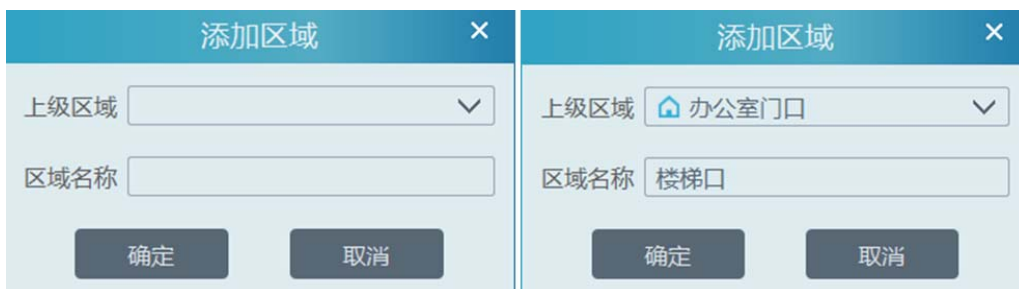 添加区域 ×
上级区域
区域名称
确定 取消
添加区域 ×
上级区域 办公室门口
区域名称 楼梯口
确定 取消